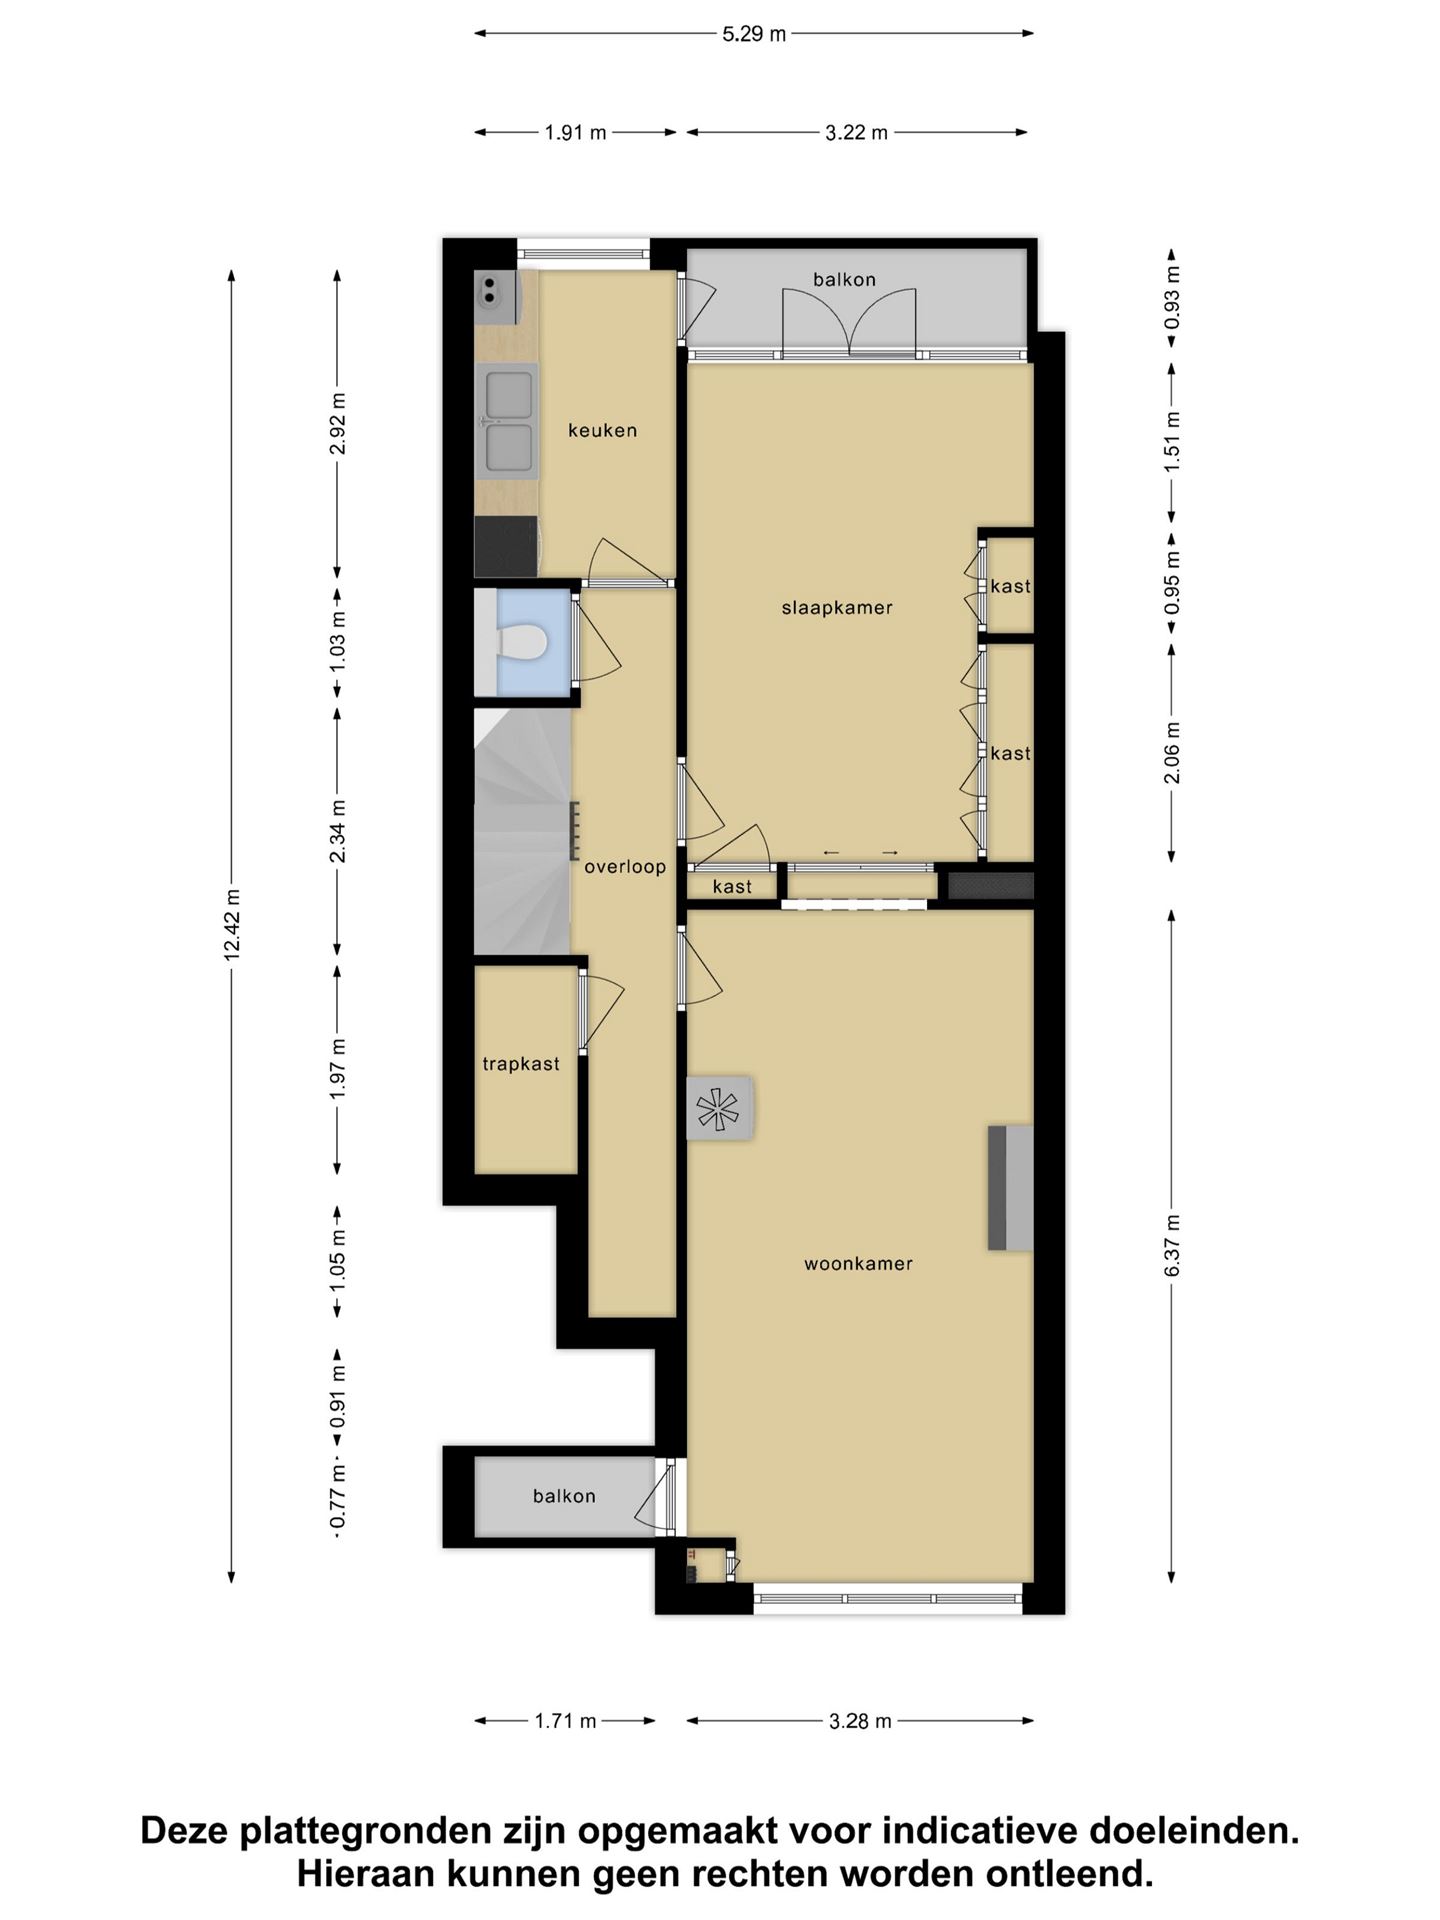 5.29 m
1.91 m
3.22 m
balkon
0.93 m
keuken
2.92 m
1.51 m
slaapkamer
kast
0.95 m
1.03 m
kast
2.06 m
2.34 m
overloop
kast
12.42 m
trapkast
1.97 m
woonkamer
1.05 m
6.37 m
0.91 m
balkon
0.77 m
1.71 m
3.28 m
Deze plattegronden zijn opgemaakt voor indicatieve doeleinden.
Hieraan kunnen geen rechten worden ontleend.